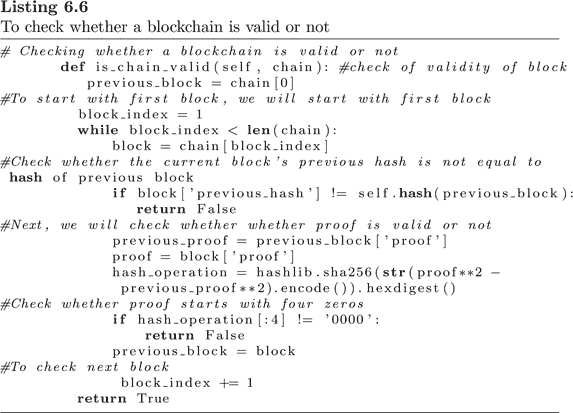 Listing 6.6
To check whether a blockchain is valid or not
# Checking whether a blockchain is valid or not
def is_chain_valid(self, chain): #check of validity of block
previous_block = chain[0]
#To start with first block, we will start with first block
block_index = 1
while block_index < len(chain):
block = chain[block_index]
#Check whether the current block's previous hash is not equal to
hash of previous block
if block['previous_hash'] != self.hash(previous_block):
return False
#Next, we will check whether whether proof is valid or not
previous_proof = previous_block['proof']
proof = block['proof']
hash_operation = hashlib.sha256(str(proof**2 -
previous_proof**2).encode()).hexdigest()
#Check whether proof starts with four zeros
if hash_operation[:4] != '0000':
return False
previous_block = block
#To check next block
block_index += 1
return True